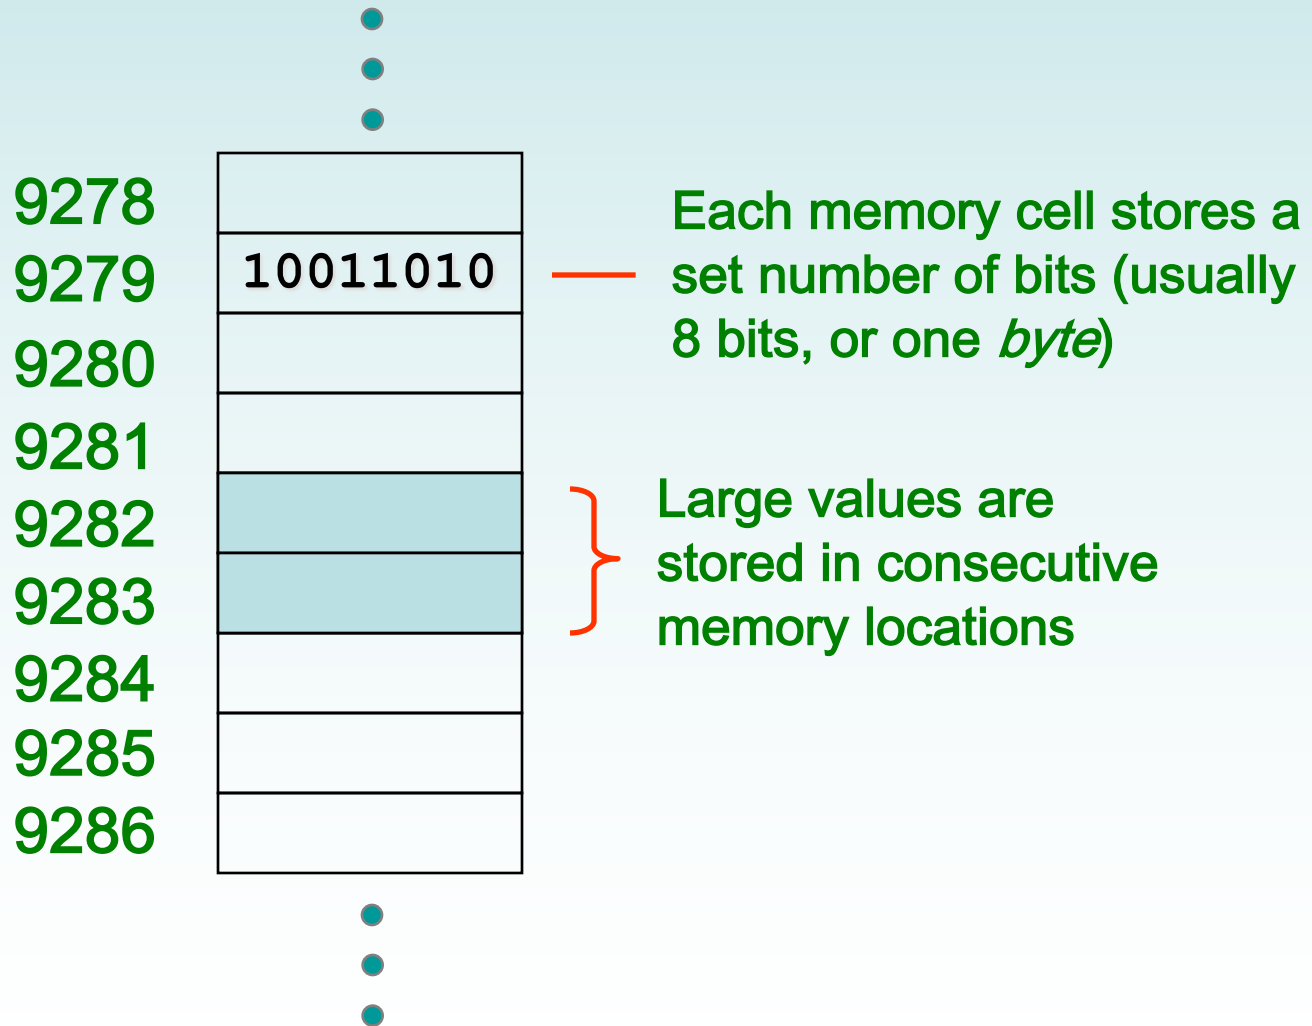 9278
9279
10011010
9280
9281
9282
9283
9284
9285
9286
Each memory cell stores a
set number of bits (usually
8 bits, or one byte)
Large values are
stored in consecutive
memory locations